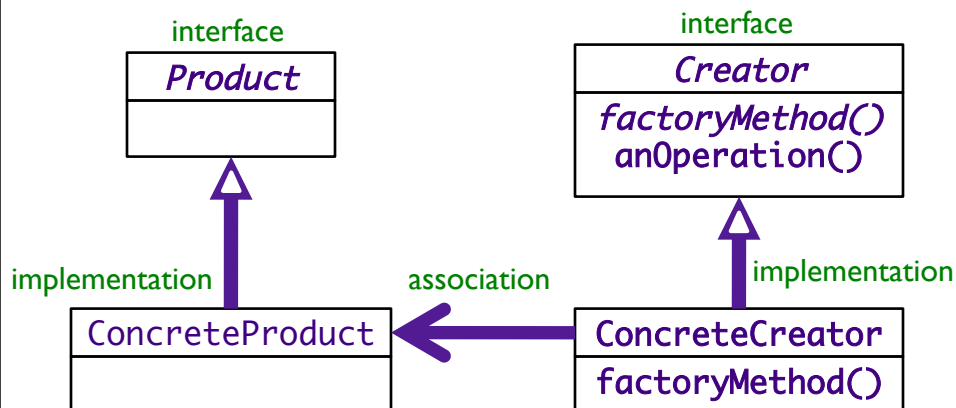 interface
Product
interface
Creator
factoryMethod()
anOperation()
implementation
association
implementation
ConcreteProduct
ConcreteCreator
factoryMethod()